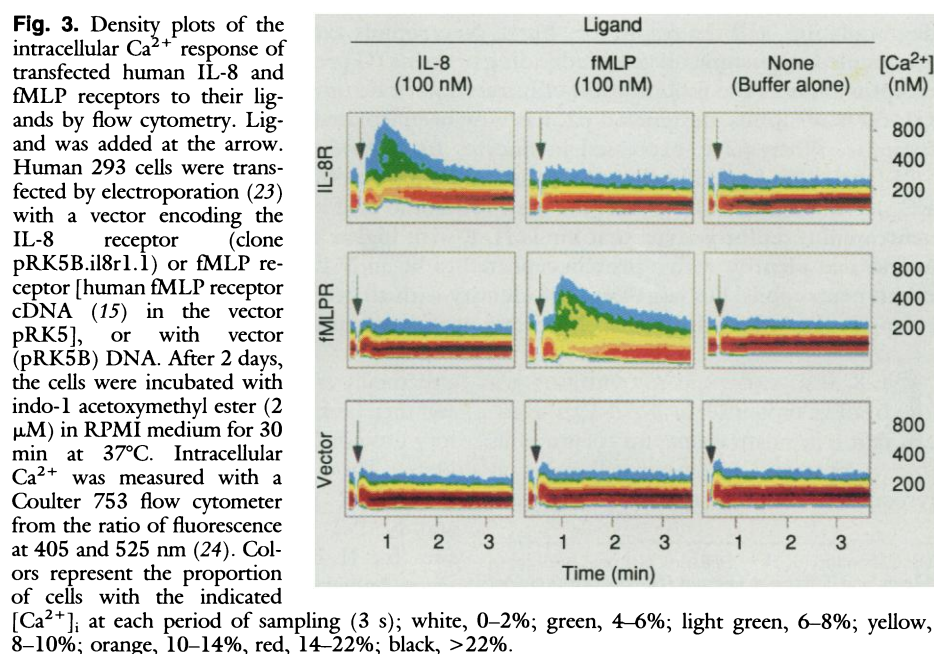 Fig. 3. Density plots of the
intracellular Ca2+ response of
transfected human IL-8 and
fMLP receptors to their lig-
ands by flow cytometry. Lig-
and was added at the arrow.
Human 293 cells were trans-
fected by electroporation (23)
with a vector encoding the
IL-8 receptor (clone
pRK5B.il8r1.1) or fMLP re-
ceptor [human fMLP receptor
cDNA (15) in the vector
pRK5], or with vector
(pRK5B) DNA. After 2 days,
the cells were incubated with
indo-1 acetoxymethyl ester (2
μM) in RPMI medium for 30
min at 37°C. Intracellular
Ca2+ was measured with a
Coulter 753 flow cytometer
from the ratio of fluorescence
at 405 and 525 nm (24). Col-
ors represent the proportion
of cells with the indicated
[Ca2+]i at each period of sampling (3 s); white, 0–2%; green, 4–6%; light green, 6–8%; yellow,
8–10%; orange, 10–14%, red, 14–22%; black, >22%.
Ligand
IL-8 fMLP None [Ca2+]
(100 nM) (100 nM) (Buffer alone) (nM)
IL-8R
800
400
200
fMLPR
800
400
200
Vector
800
400
200
1 2 3 1 2 3 1 2 3
Time (min)